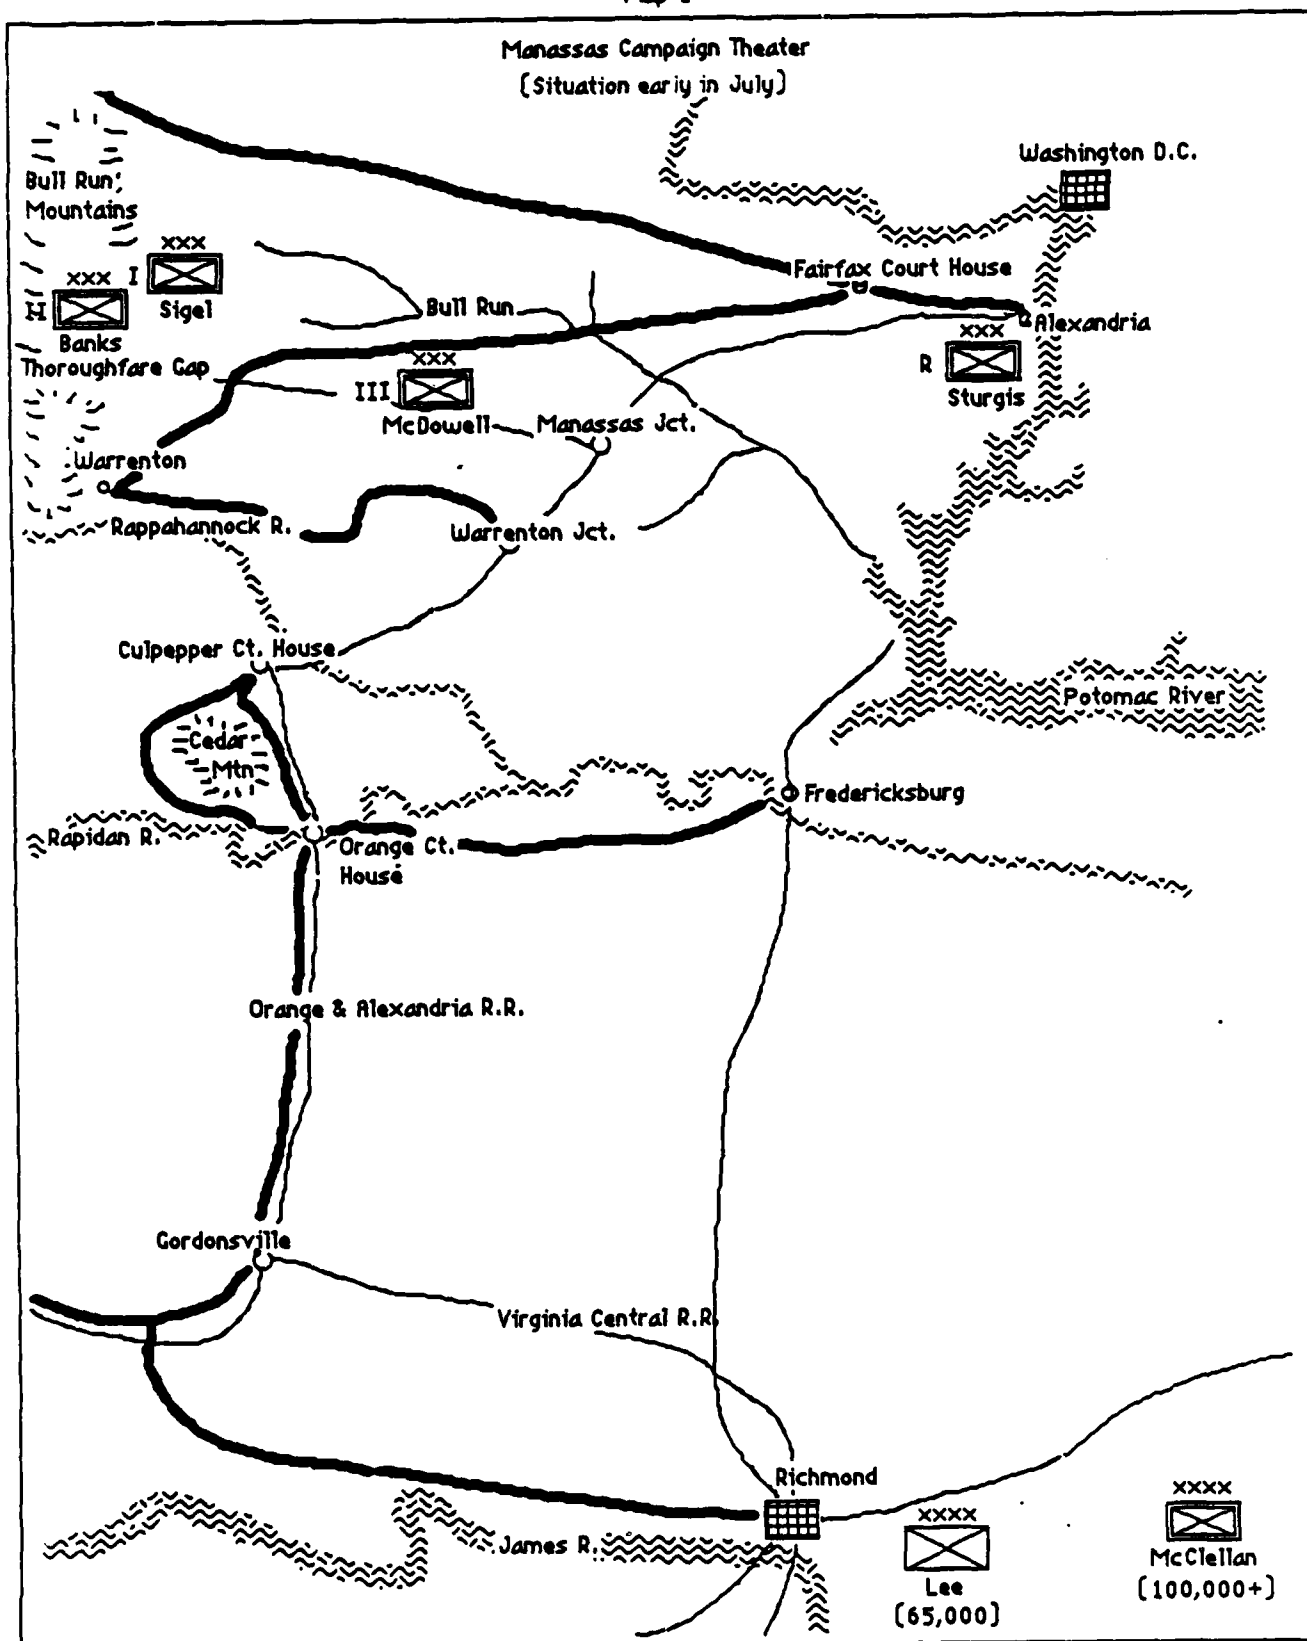 Manassas Campaign Theater
(Situation early in July)
Washington D.C.
Bull Run
Mountains
XXX
I
Sigel
XXX
Banks
Fairfax Court House
Bull Run
Alexandria
XXX
R
Sturgis
Thoroughfare Gap
XXX
III
McDowell
Manassas Jct.
Warrenton
Rappahannock R.
Warrenton Jct.
Culpepper Ct. House
Potomac River
Cedar
Mtn
Fredericksburg
Rapidan R.
Orange Ct.
House
Orange & Alexandria R.R.
Gordonsville
Virginia Central R.R.
Richmond
James R.
XXXX
Lee
(65,000)
XXXX
McClellan
(100,000+)